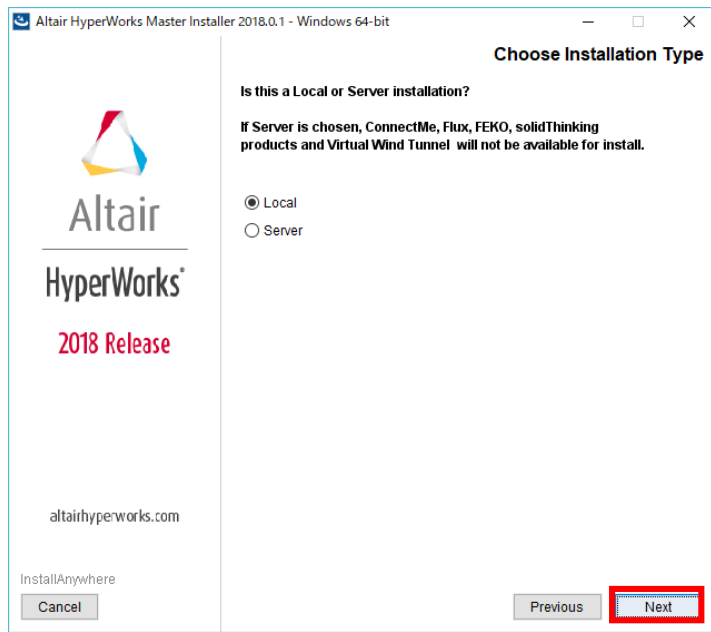 Altair HyperWorks Master Installer 2018.0.1 - Windows 64-bit
Choose Installation Type
Is this a Local or Server installation?
If Server is chosen, ConnectMe, Flux, FEKO, solidThinking
products and Virtual Wind Tunnel will not be available for install.
Local
Server
Altair
HyperWorks®
2018 Release
altairhyperworks.com
InstallAnywhere
Cancel
Previous
Next